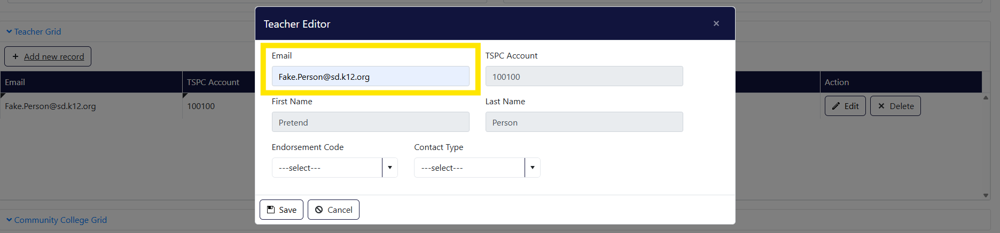 Teacher Editor
×
Teacher Grid
+ Add new record
Email
TSPC Account
Action
Fake.Person@sd.k12.org
100100
Edit
Delete
Email
TSPC Account
Fake.Person@sd.k12.org
100100
First Name
Last Name
Pretend
Person
Endorsement Code
Contact Type
---select---
---select---
Save
Cancel
Community College Grid